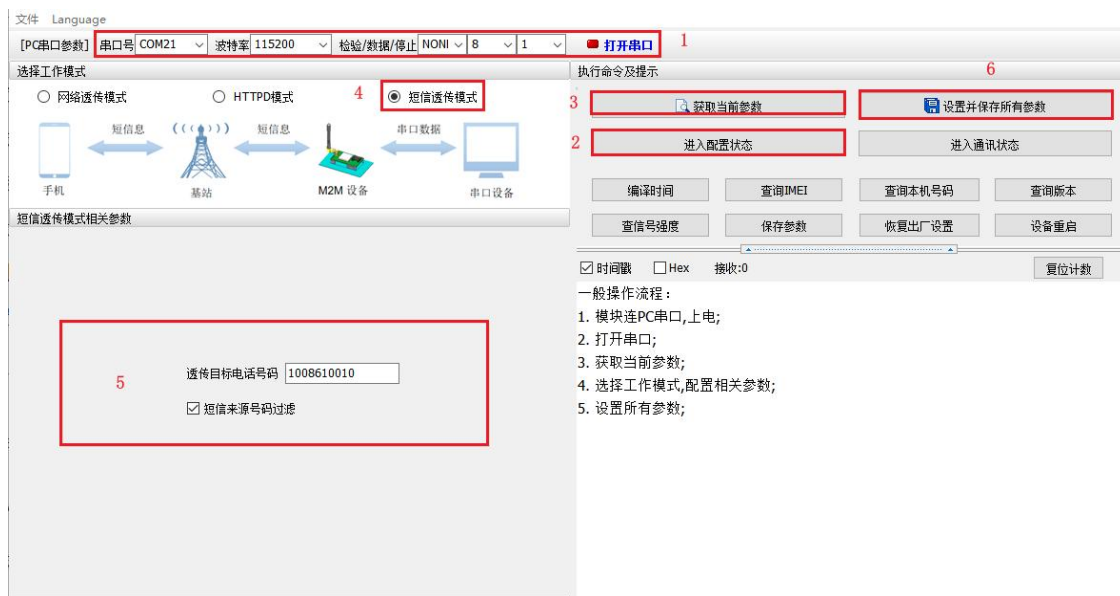 文件 Language
[PC串口参数] 串口号 COM21 波特率 115200 检验/数据/停止 NONI 8 1 打开串口 1
选择工作模式
网络透传模式 HTTPD模式 4 短信透传模式
短信息 短信息 串口数据
手机 基站 M2M 设备 串口设备
短信透传模式相关参数
5
透传目标电话号码 1008610010
短信来源号码过滤
执行命令及提示 6
3 获取当前参数 设置并保存所有参数
2 进入配置状态 进入通讯状态
编译时间 查询IMEI 查询本机号码 查询版本
查信号强度 保存参数 恢复出厂设置 设备重启
时间戳 Hex 接收:0 复位计数
一般操作流程：
1. 模块连PC串口,上电;
2. 打开串口;
3. 获取当前参数;
4. 选择工作模式,配置相关参数;
5. 设置所有参数;